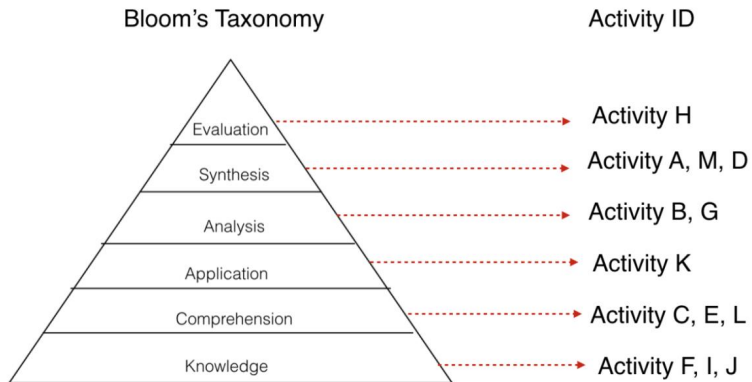 Bloom's Taxonomy
Activity ID
Evaluation
Activity H
Synthesis
Activity A, M, D
Analysis
Activity B, G
Application
Activity K
Comprehension
Activity C, E, L
Knowledge
Activity F, I, J